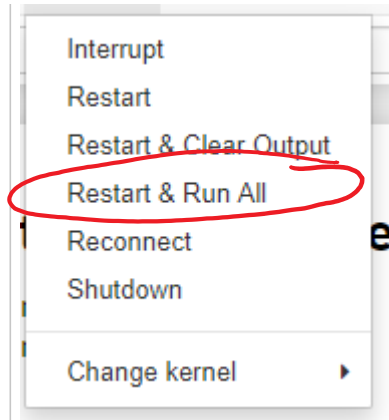 Interrupt
Restart
Restart & Clear Output
Restart & Run All
Reconnect
Shutdown
Change kernel